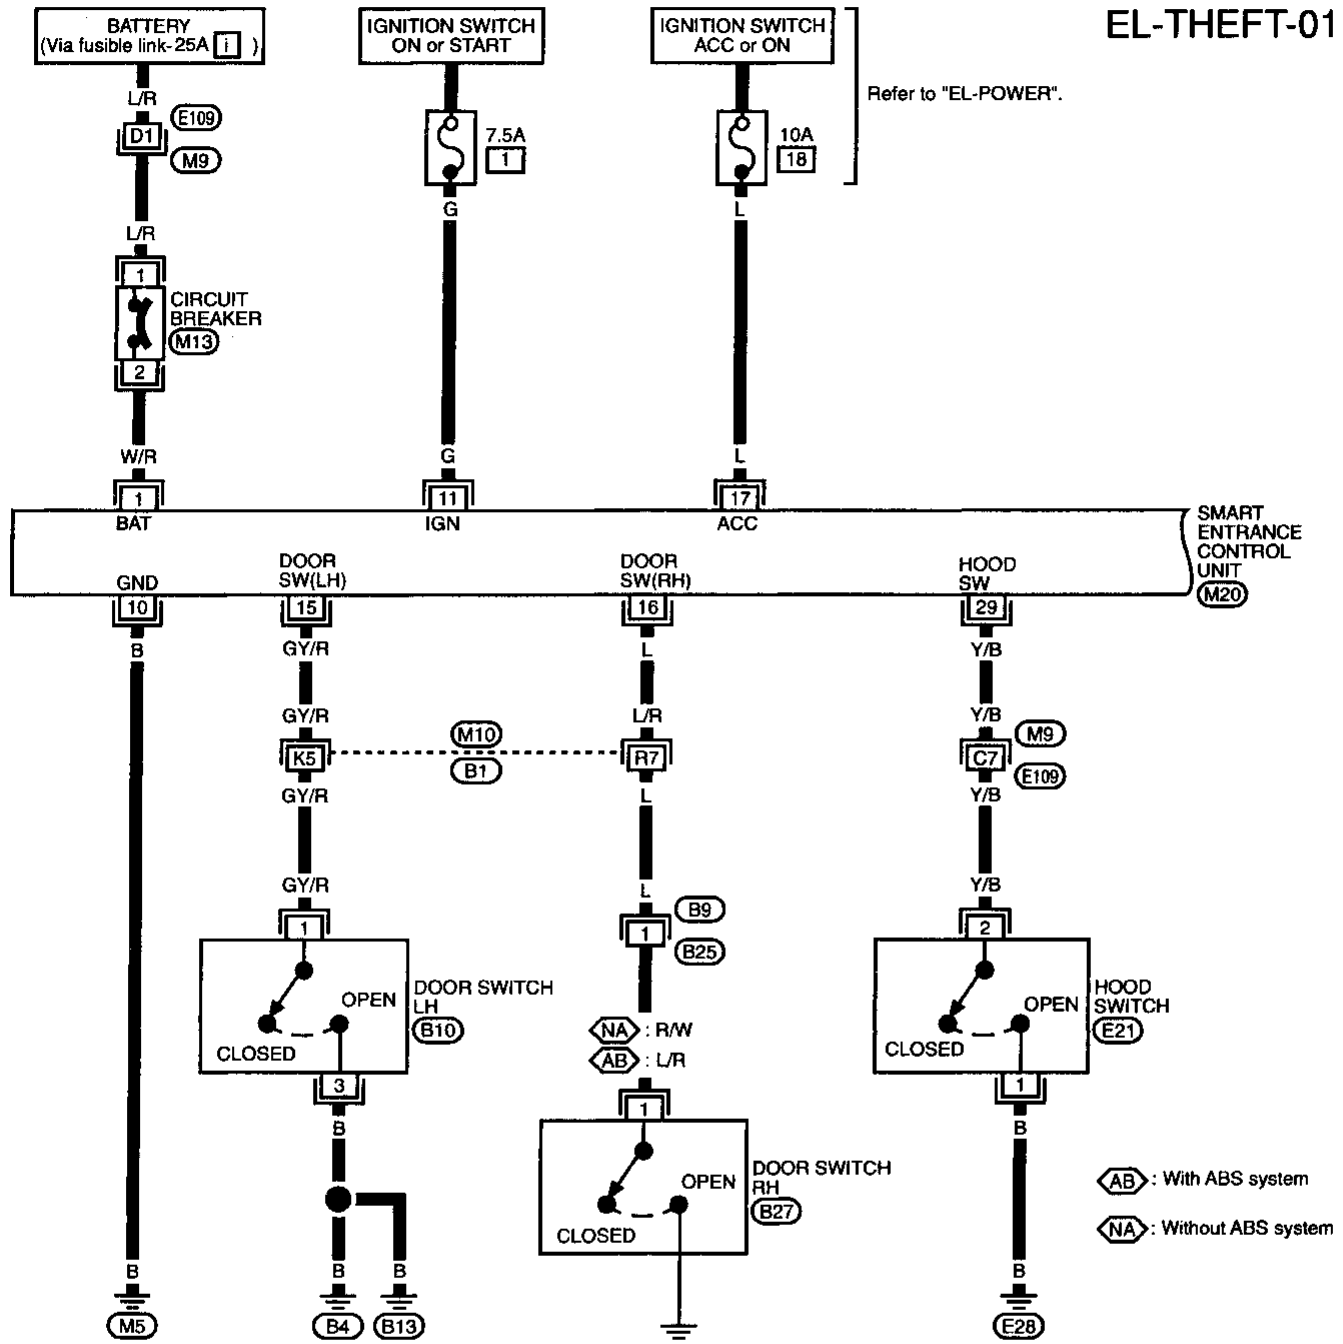 EL-THEFT-01
BATTERY
(Via fusible link-25A i )
IGNITION SWITCH
ON or START
IGNITION SWITCH
ACC or ON
Refer to "EL-POWER".
L/R
E109
D1
M9
7.5A
1
10A
18
G
L
L/R
1
CIRCUIT
BREAKER
M13
2
W/R
G
L
1
11
17
BAT
IGN
ACC
SMART
ENTRANCE
CONTROL
UNIT
M20
GND
DOOR
SW(LH)
DOOR
SW(RH)
HOOD
SW
10
15
16
29
B
GY/R
L
Y/B
GY/R
L/R
Y/B
K5
M10
B1
R7
C7
M9
E109
GY/R
L
Y/B
GY/R
L
Y/B
1
B9
1
B25
2
OPEN
CLOSED
DOOR SWITCH
LH
B10
NA : R/W
AB : L/R
OPEN
CLOSED
HOOD
SWITCH
E21
3
1
1
B
B
OPEN
CLOSED
DOOR SWITCH
RH
B27
AB : With ABS system
NA : Without ABS system
B
B
B
B
M5
B4
B13
E28